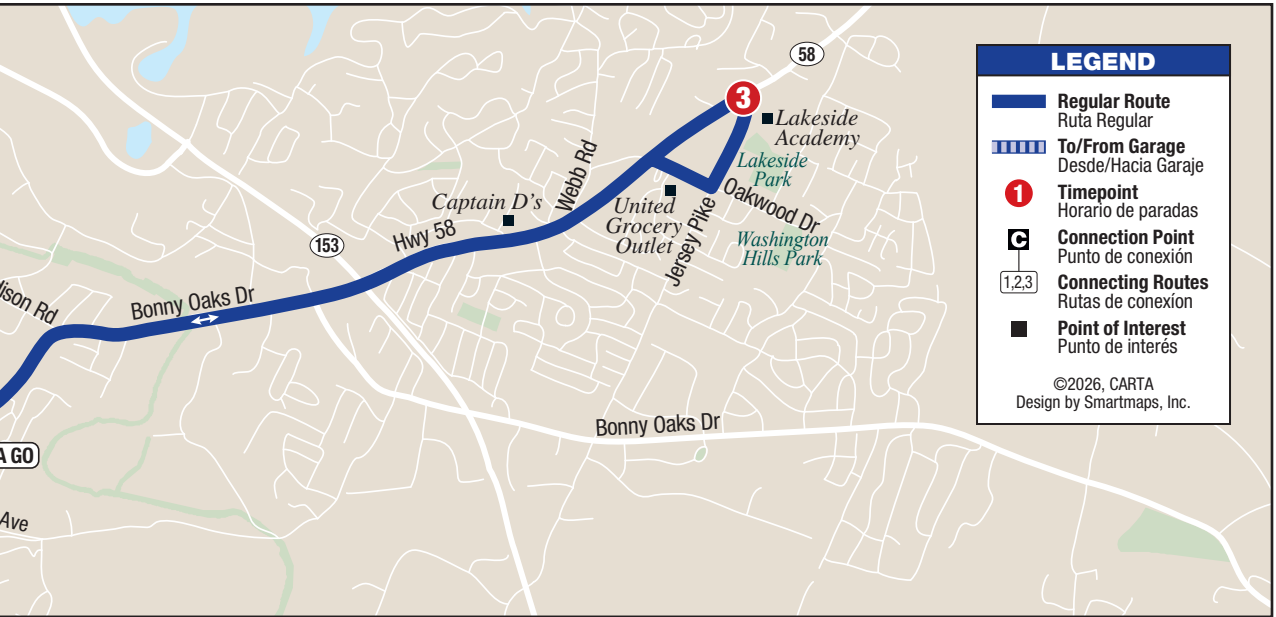 58
3
Lakeside
Academy
Lakeside
Park
Webb Rd
Captain D's
United
Grocery
Outlet
Oakwood Dr
Jersey Pike
Washington
Hills Park
Hwy 58
153
Bonny Oaks Dr
Bonny Oaks Dr
A GO
Ave
LEGEND
Regular Route
Ruta Regular
To/From Garage
Desde/Hacia Garaje
1
Timepoint
Horario de paradas
C
Connection Point
Punto de conexión
1,2,3
Connecting Routes
Rutas de conexíon
Point of Interest
Punto de interés
©2026, CARTA
Design by Smartmaps, Inc.